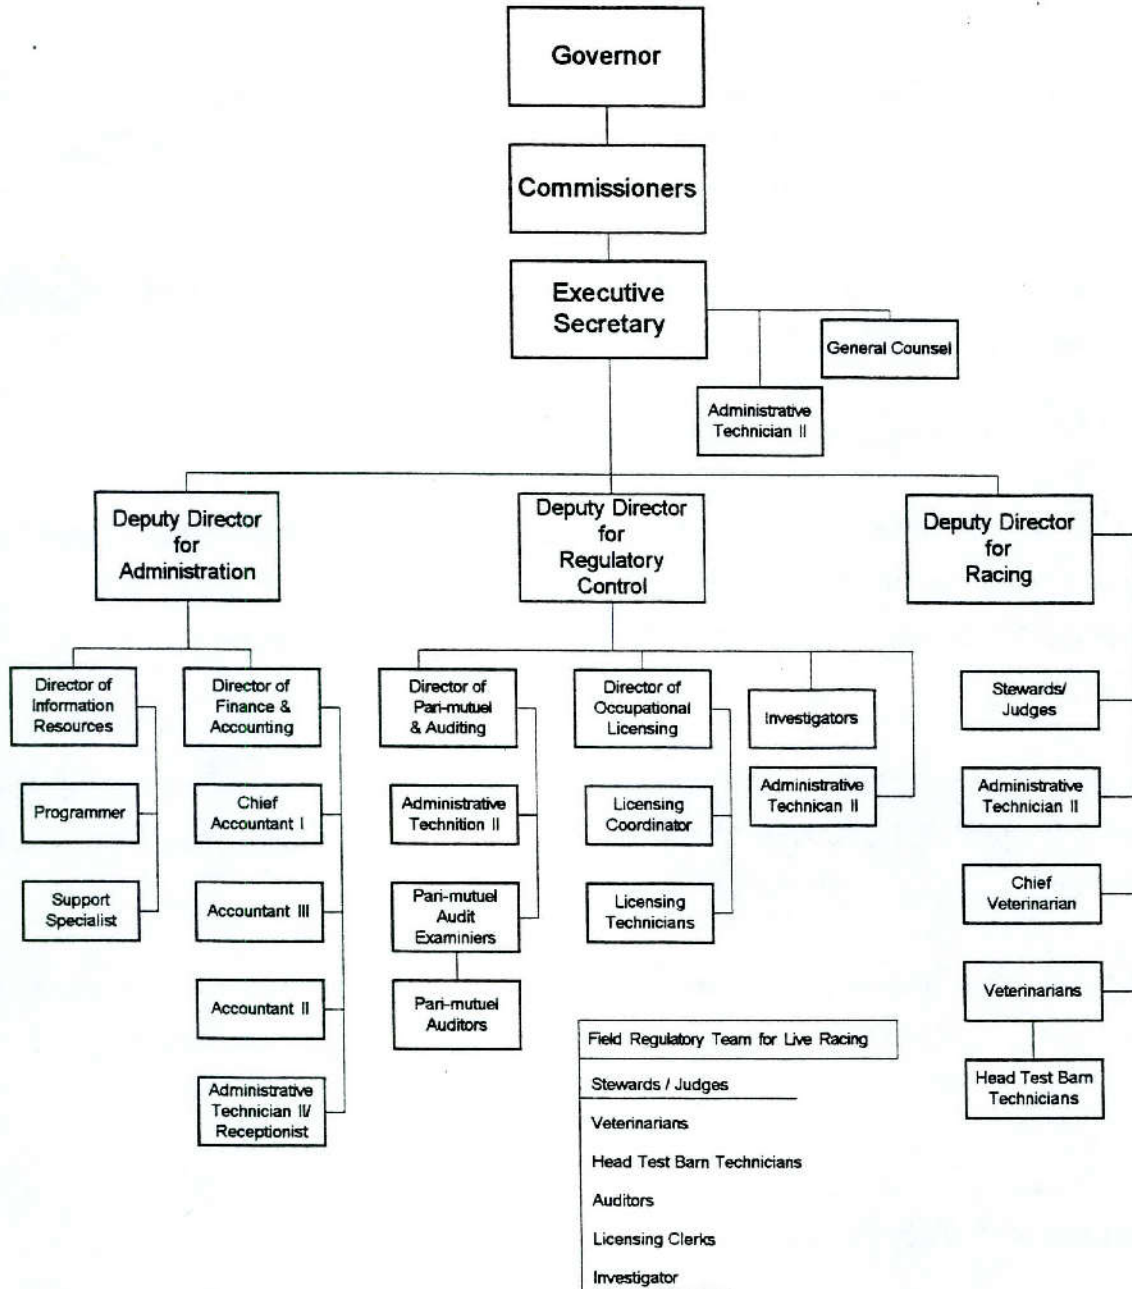 Governor
Commissioners
Executive
Secretary
General Counsel
Administrative
Technician II
Deputy Director
for
Administration
Deputy Director
for
Regulatory
Control
Deputy Director
for
Racing
Director of
Information
Resources
Director of
Finance &
Accounting
Director of
Pari-mutuel
& Auditing
Director of
Occupational
Licensing
Investigators
Stewards/
Judges
Programmer
Chief
Accountant I
Administrative
Technition II
Licensing
Coordinator
Administrative
Technican II
Administrative
Technician II
Support
Specialist
Accountant III
Pari-mutuel
Audit
Examiniers
Licensing
Technicians
Chief
Veterinarian
Accountant II
Pari-mutuel
Auditors
Veterinarians
Administrative
Technician II/
Receptionist
Head Test Barn
Technicians
Field Regulatory Team for Live Racing
Stewards / Judges
Veterinarians
Head Test Barn Technicians
Auditors
Licensing Clerks
Investigator